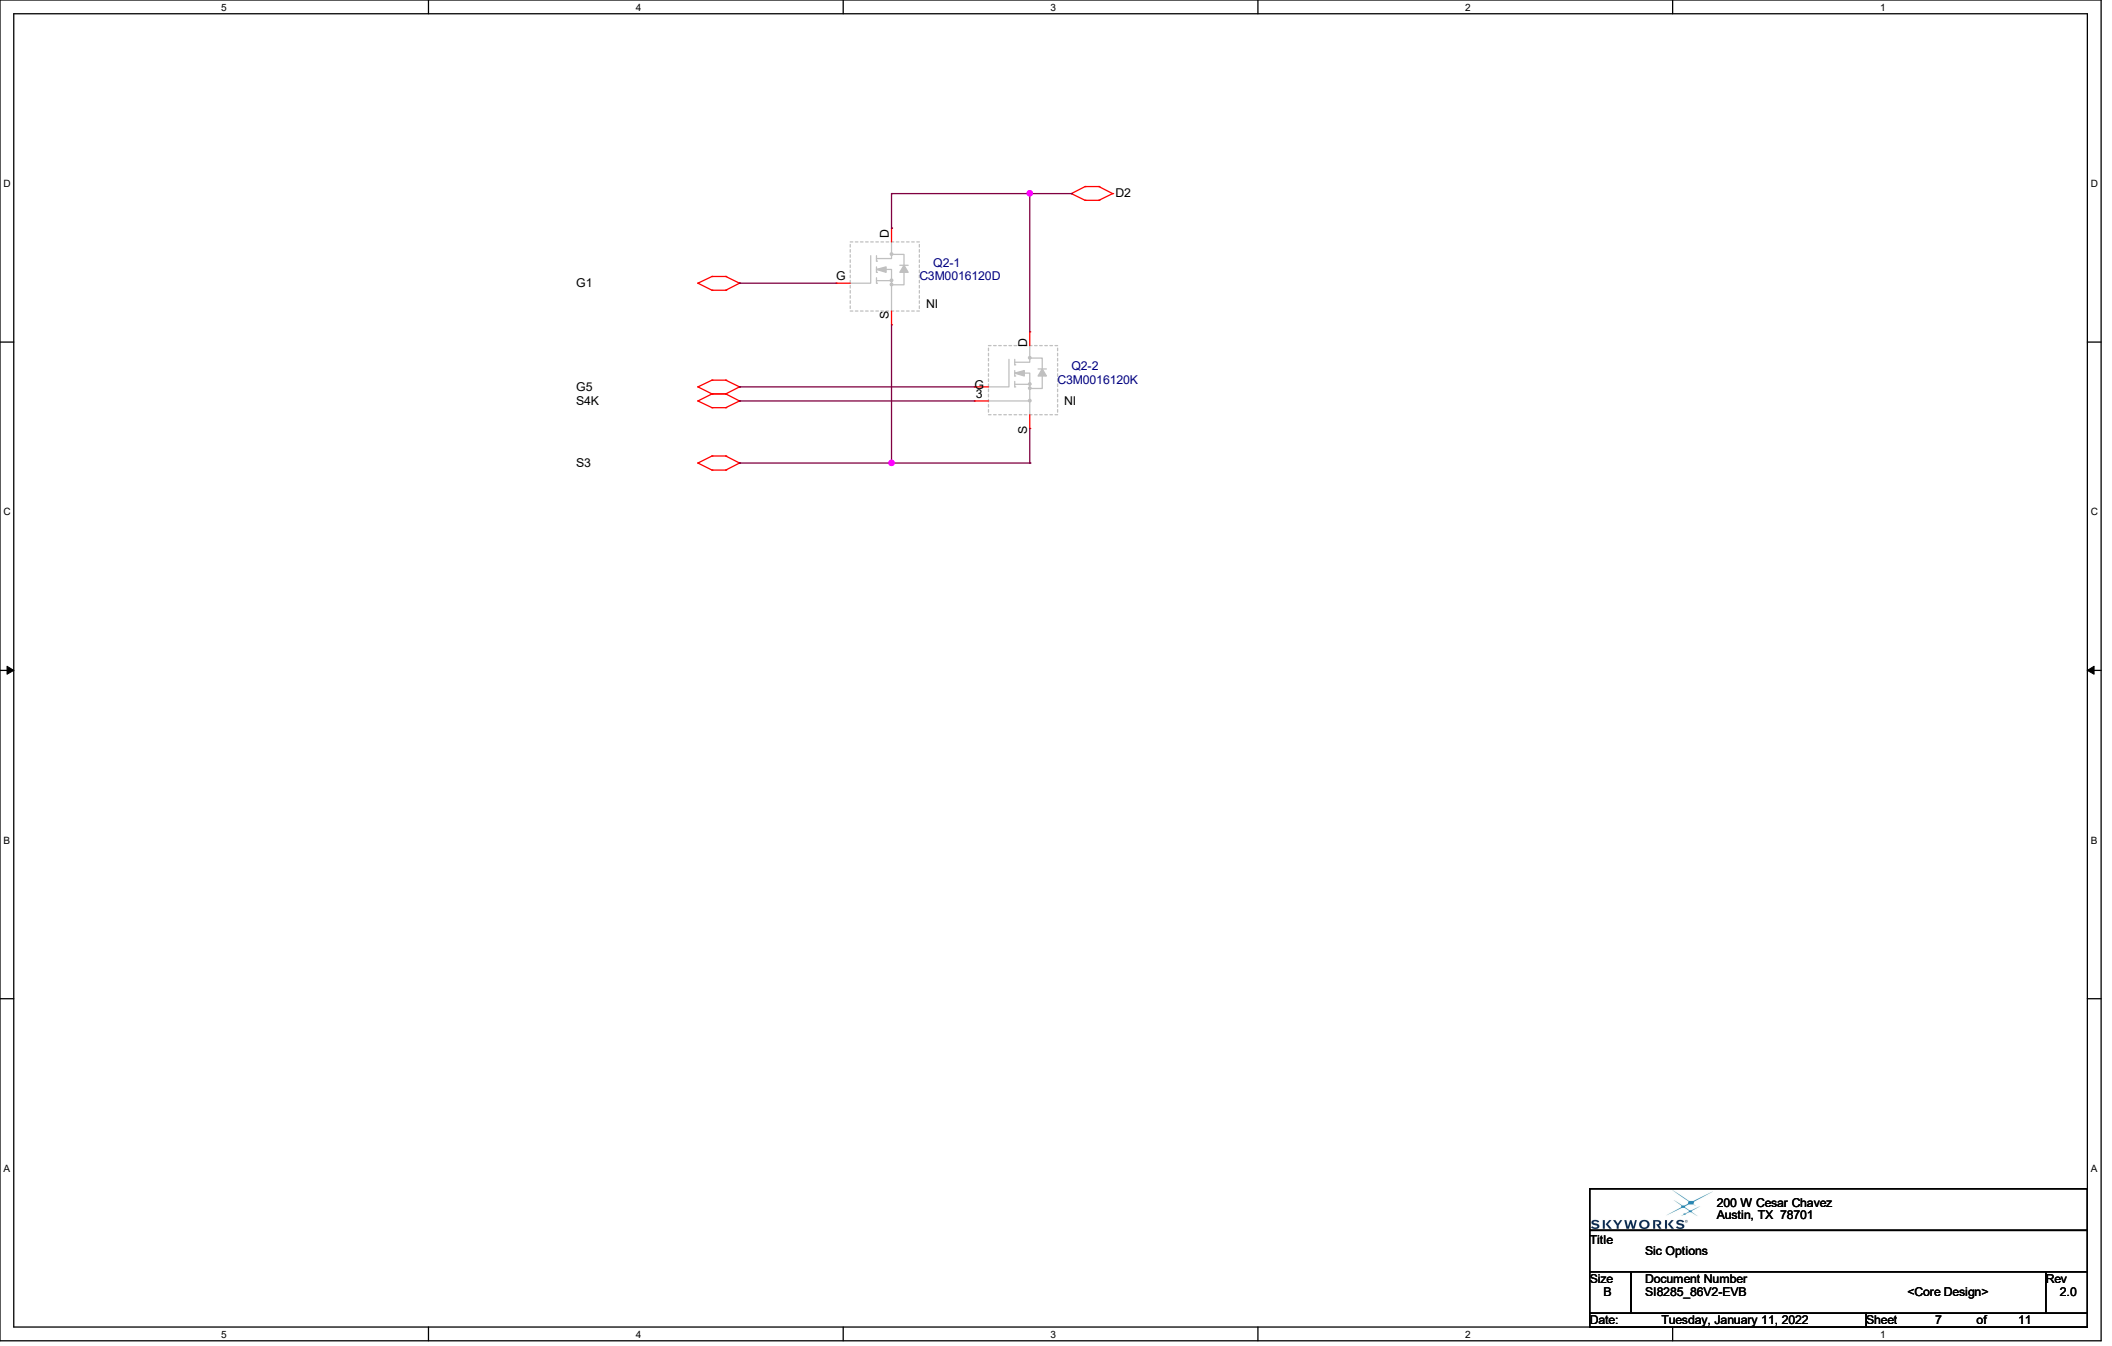 5 4 3 2 1
D D
D2
D
Q2-1
C3M0016120D
G
G1
NI
S
D
Q2-2
C3M0016120K
G5 G
S4K 3 NI
S
S3
C C
B B
A A
200 W Cesar Chavez
Austin, TX 78701
SKYWORKS®
Title
Sic Options
Size Document Number Rev
B SI8285_86V2-EVB <Core Design> 2.0
Date: Tuesday, January 11, 2022 Sheet 7 of 11
5 4 3 2 1